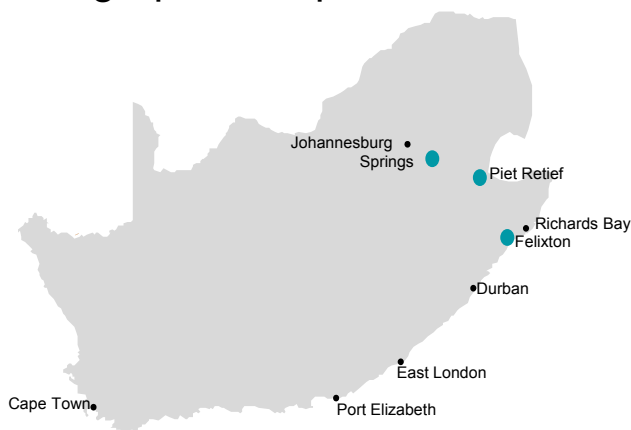 Johannesburg
Springs
Piet Retief
Richards Bay
Felixton
Durban
East London
Cape Town
Port Elizabeth